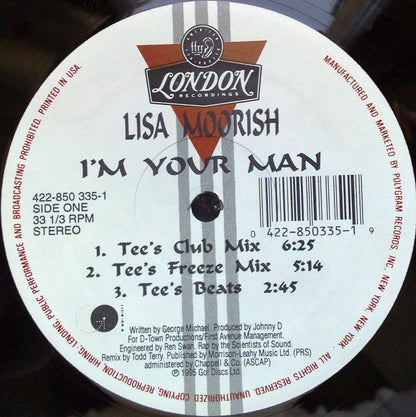 ffrr
LONDON
RECORDINGS
LISA MOORISH
I'M YOUR MAN
422-850 335-1
SIDE ONE
33 1/3 RPM
STEREO
0 422-850335-1 9
1. Tee's Club Mix 6:25
2. Tee's Freeze Mix 5:14
3. Tee's Beats 2:45
Written by George Michael. Produced by Johnny D
For D-Town Productions/First Avenue Management.
Engineered by Ren Swan. Rap by the Scientists of Sound.
Remix by Todd Terry. Published by Morrison-Leahy Music Ltd. (PRS)
administered by Chappell & Co. (ASCAP)
℗ 1995 Go! Discs Ltd.
MANUFACTURED AND MARKETED BY POLYGRAM RECORDS, INC. NEW YORK, NEW YORK. ALL RIGHTS RESERVED. UNAUTHORIZED DUPLICATION, REPRODUCTION, HIRING, LENDING, PUBLIC PERFORMANCE AND BROADCASTING PROHIBITED. PRINTED IN USA.